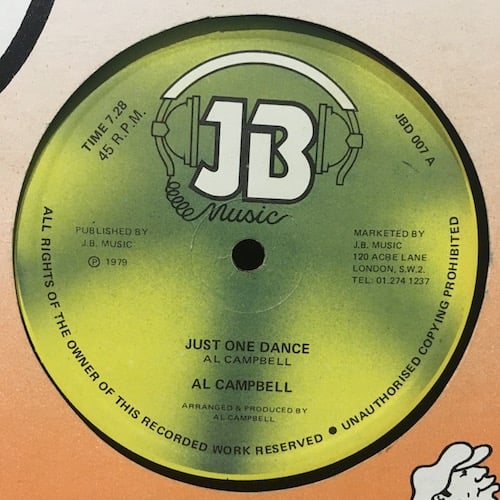 TIME 7.28
45 R.P.M.
JB
Music
JBD 007 A
PUBLISHED BY
J.B. MUSIC
Ⓟ 1979
MARKETED BY
J.B. MUSIC
120 ACBE LANE
LONDON, S.W.2.
TEL: 01.274 1237
JUST ONE DANCE
AL CAMPBELL
AL CAMPBELL
ARRANGED & PRODUCED BY
AL CAMPBELL
ALL RIGHTS OF THE OWNER OF THIS RECORDED WORK RESERVED ● UNAUTHORISED COPYING PROHIBITED